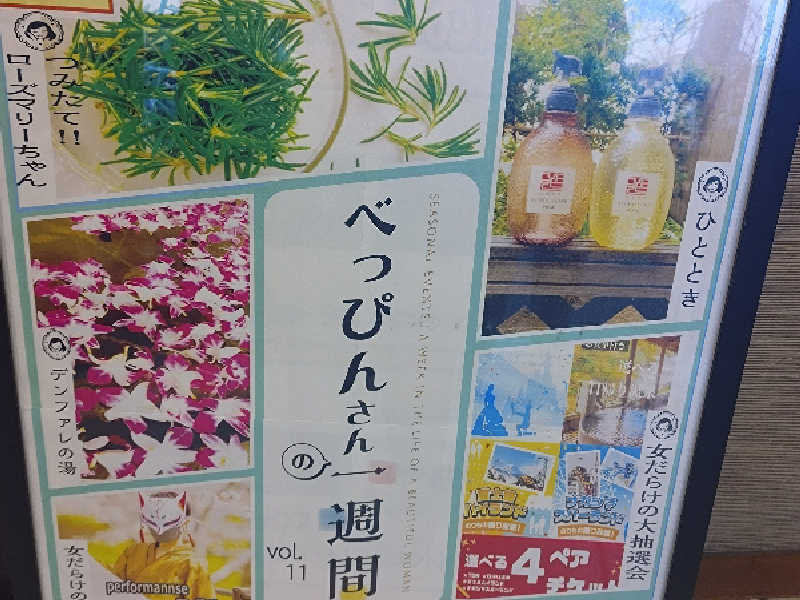 つみたて!!
ローズマリーちゃん
ひととき
べっぴんさんの一週間
SEASONAL EVENTS! A WEEK IN THE LIFE OF A BEAUTIFUL WOMAN
vol.
11
デンファレの湯
女だらけの大抽選会
選べる4ペア
チケット
女だらけの
performannse